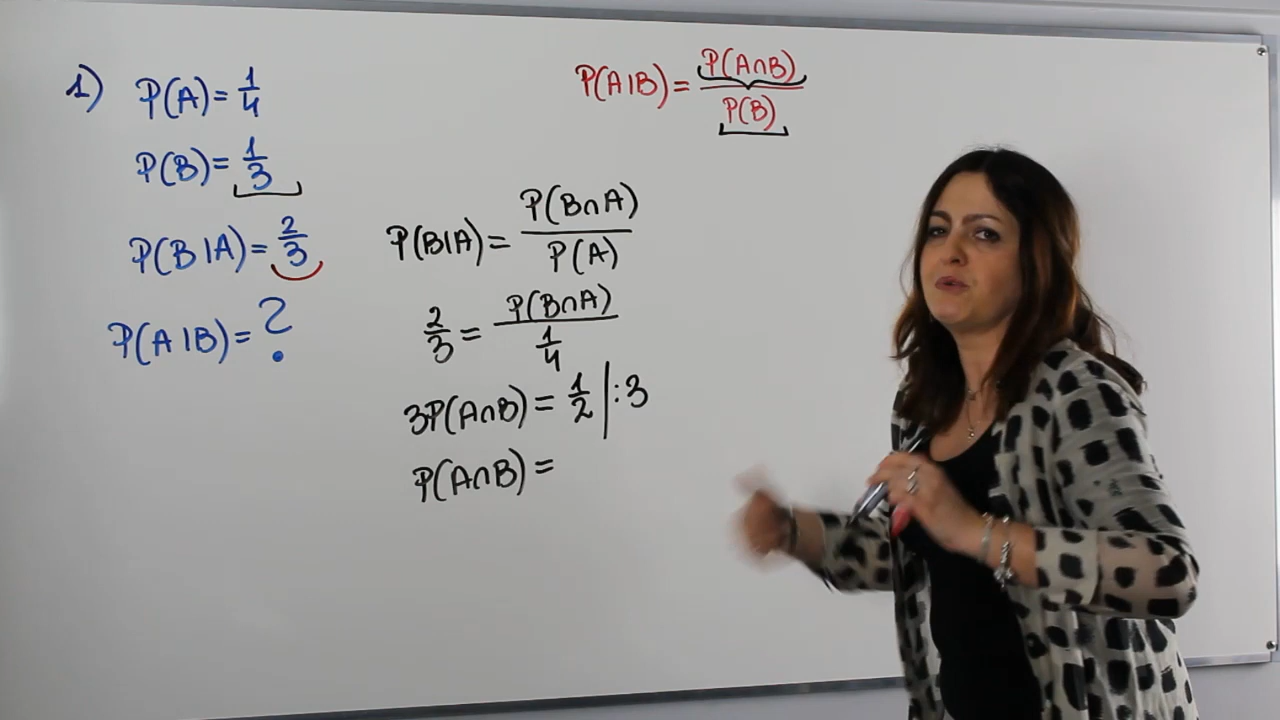 1) P(A)=1/4
P(B)=1/3
P(B|A)=2/3
P(A|B)=?
P(A|B)=P(A∩B)/P(B)
P(B|A)=P(B∩A)/P(A)
2/3=P(B∩A)/1/4
3P(A∩B)=1/2|:3
P(A∩B)=